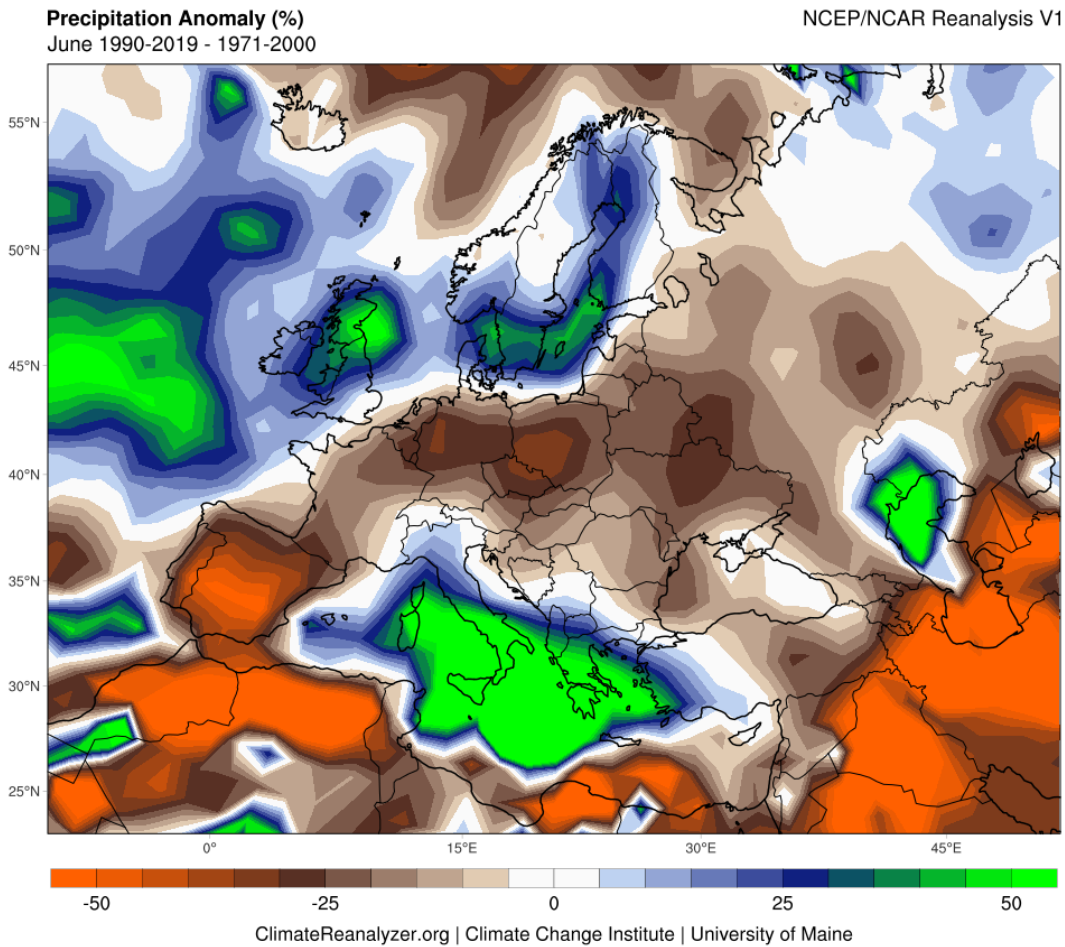 Precipitation Anomaly (%)
NCEP/NCAR Reanalysis V1
June 1990-2019 - 1971-2000
55°N
50°N
45°N
40°N
35°N
30°N
25°N
0°
15°E
30°E
45°E
-50
-25
0
25
50
ClimateReanalyzer.org | Climate Change Institute | University of Maine